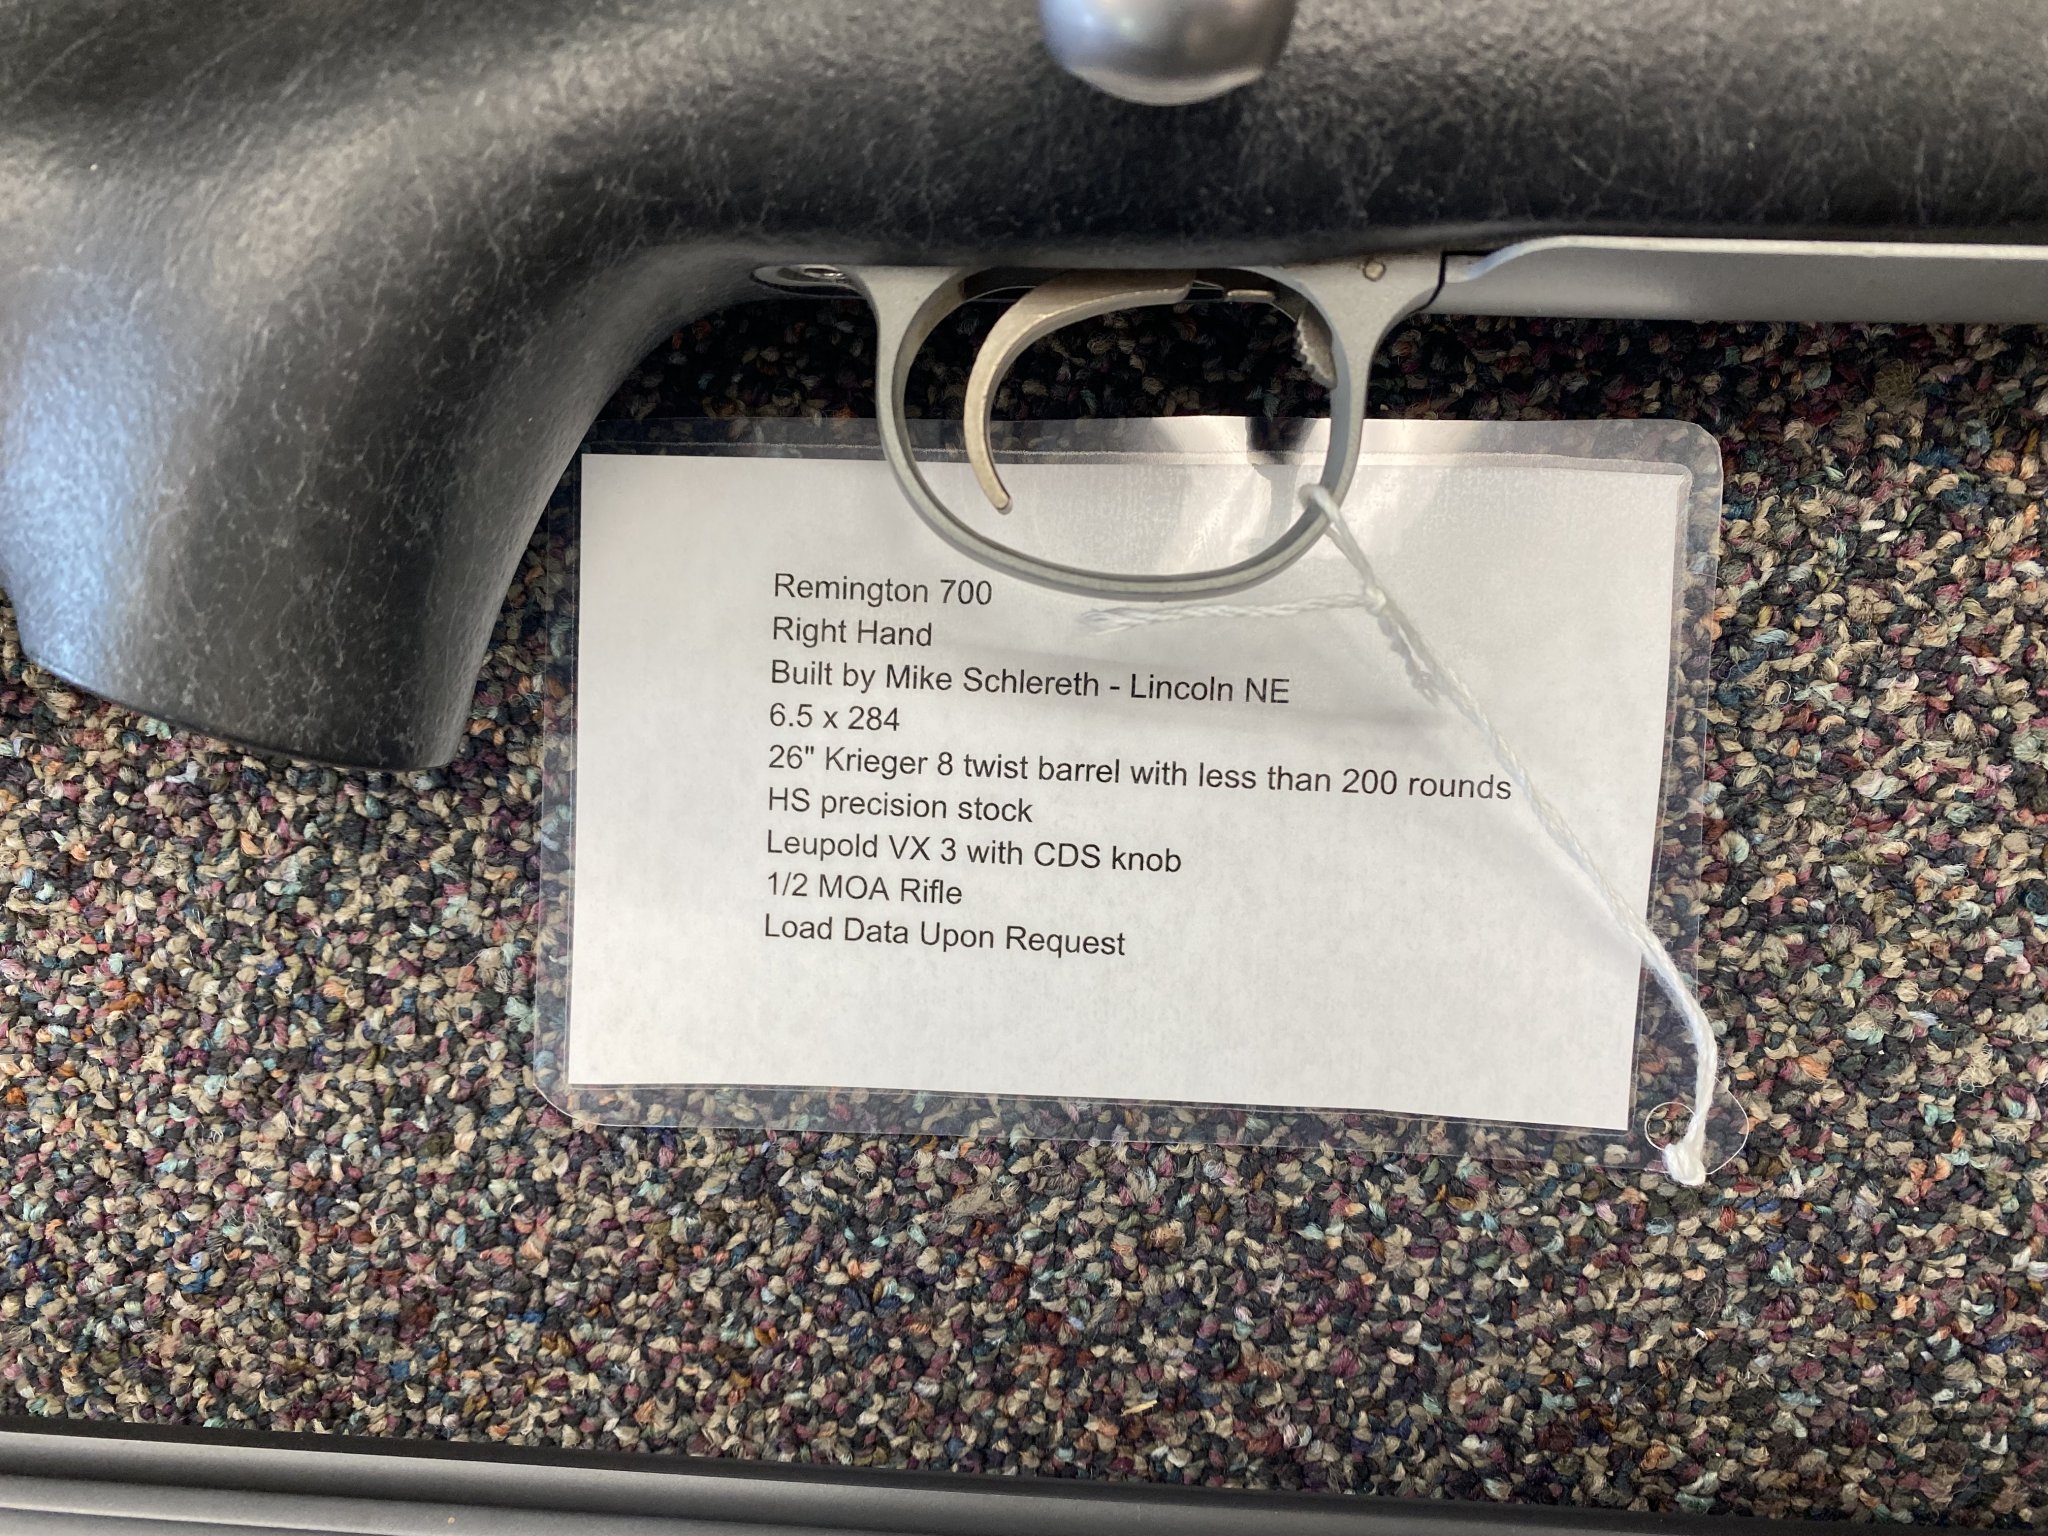 Remington 700
Right Hand
Built by Mike Schlereth - Lincoln NE
6.5 x 284
26" Krieger 8 twist barrel with less than 200 rounds
HS precision stock
Leupold VX 3 with CDS knob
1/2 MOA Rifle
Load Data Upon Request